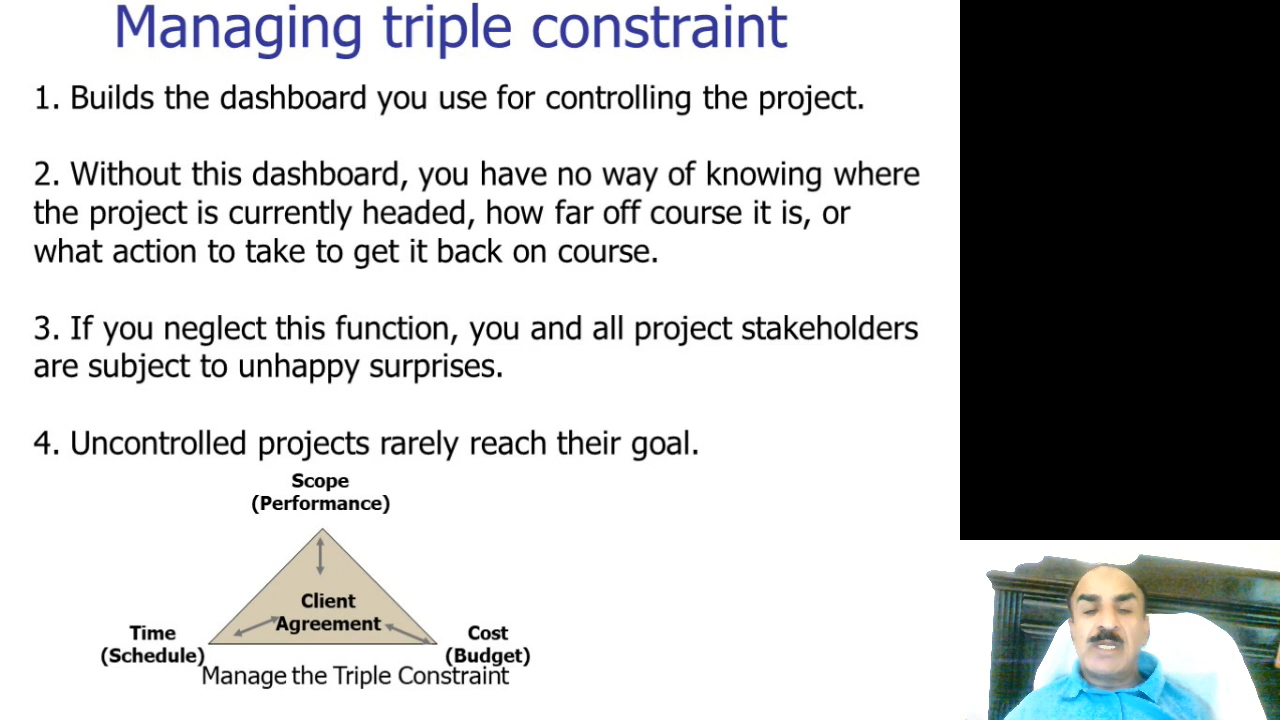 Managing triple constraint
1. Builds the dashboard you use for controlling the project.
2. Without this dashboard, you have no way of knowing where
the project is currently headed, how far off course it is, or
what action to take to get it back on course.
3. If you neglect this function, you and all project stakeholders
are subject to unhappy surprises.
4. Uncontrolled projects rarely reach their goal.
Scope
(Performance)
Client
Agreement
Time
(Schedule)
Cost
(Budget)
Manage the Triple Constraint